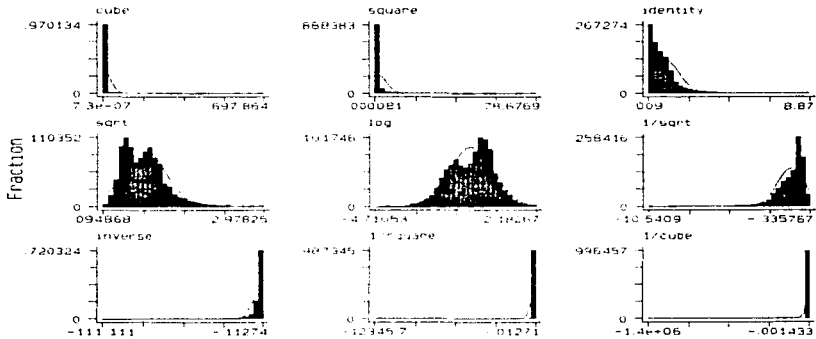 cube square identity
.970134 .868383 .267274
0 0 0
7.3e-07 697.864 .000081 78.6769 .009 8.87
sqrt log 1/sqrt
.110352 .101746 .258416
0 0 0
.094868 2.97825 -4.71053 2.18267 -10.5409 -.335767
Fraction
inverse 1/square 1/cube
.720324 .407345 .996457
0 0 0
-111.111 -.11274 -12345.7 -.01271 -1.4e+06 -.001433